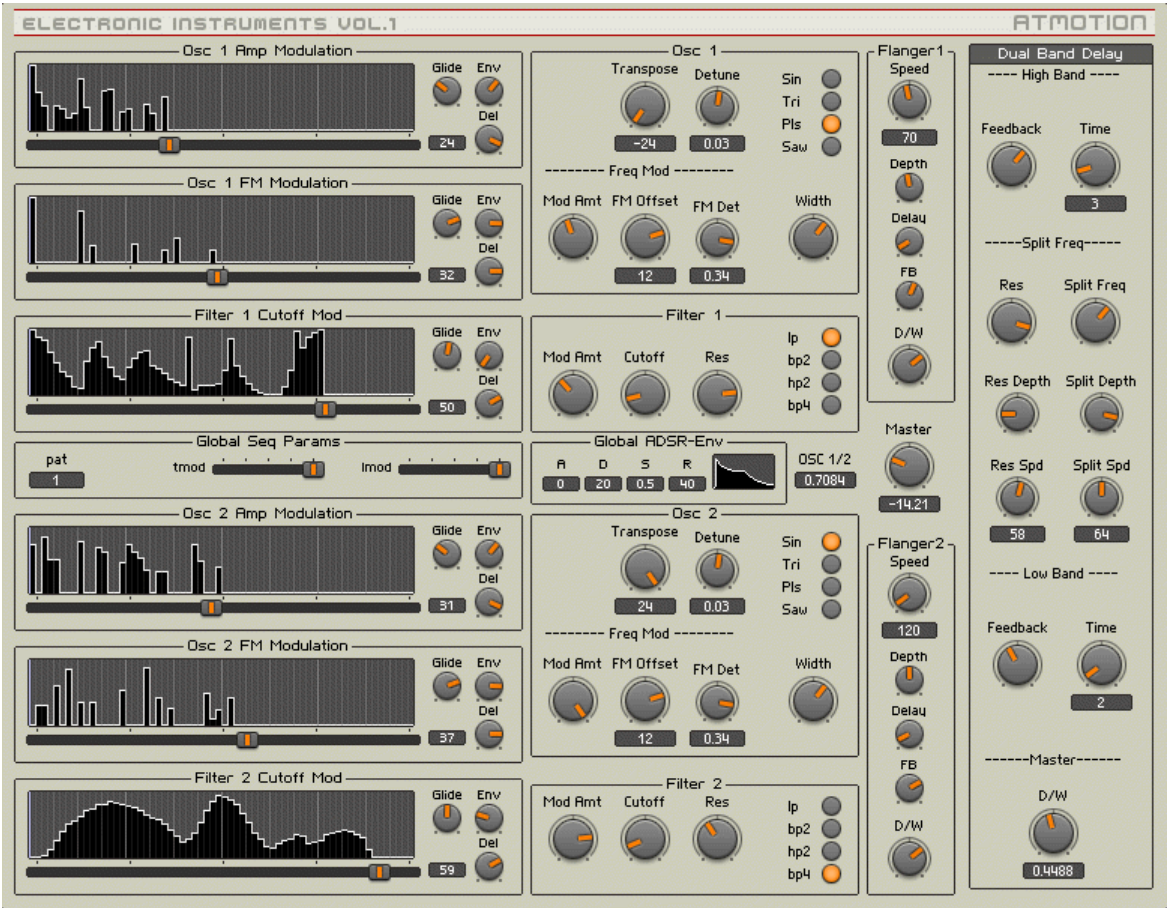 ELECTRONIC INSTRUMENTS VOL.1
ATMOTION
Osc 1 Amp Modulation
Glide Env
Del
24
Osc 1 FM Modulation
Glide Env
Del
32
Filter 1 Cutoff Mod
Glide Env
Del
50
Global Seq Params
pat
1
tmod
lmod
Osc 2 Amp Modulation
Glide Env
Del
31
Osc 2 FM Modulation
Glide Env
Del
37
Filter 2 Cutoff Mod
Glide Env
Del
59
Osc 1
Transpose Detune
-24 0.03
Sin
Tri
Pls
Saw
-------- Freq Mod --------
Mod Amt FM Offset FM Det Width
12 0.34
Filter 1
Mod Amt Cutoff Res
lp
bp2
hp2
bp4
Global ADSR-Env
A D S R
0 20 0.5 40
OSC 1/2
0.7084
Osc 2
Transpose Detune
24 0.03
Sin
Tri
Pls
Saw
-------- Freq Mod --------
Mod Amt FM Offset FM Det Width
12 0.34
Filter 2
Mod Amt Cutoff Res
lp
bp2
hp2
bp4
Flanger1
Speed
70
Depth
Delay
FB
D/W
Master
-14.21
Flanger2
Speed
120
Depth
Delay
FB
D/W
Dual Band Delay
---- High Band ----
Feedback Time
3
-----Split Freq-----
Res Split Freq
Res Depth Split Depth
Res Spd Split Spd
58 64
---- Low Band ----
Feedback Time
2
------Master------
D/W
0.4488